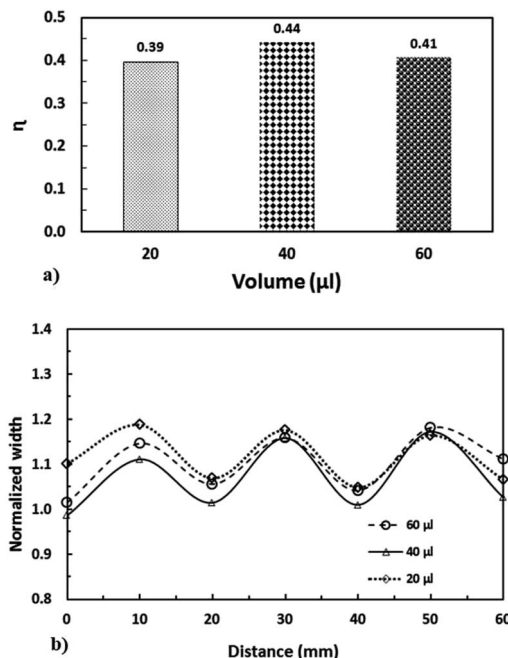 0.5
0.4
0.3
0.2
0.1
0.0
η
0.39
0.44
0.41
20
40
60
Volume (µl)
a)
1.4
1.3
1.2
1.1
1.0
0.9
0.8
Normalized width
60 µl
40 µl
20 µl
0
10
20
30
40
50
60
Distance (mm)
b)